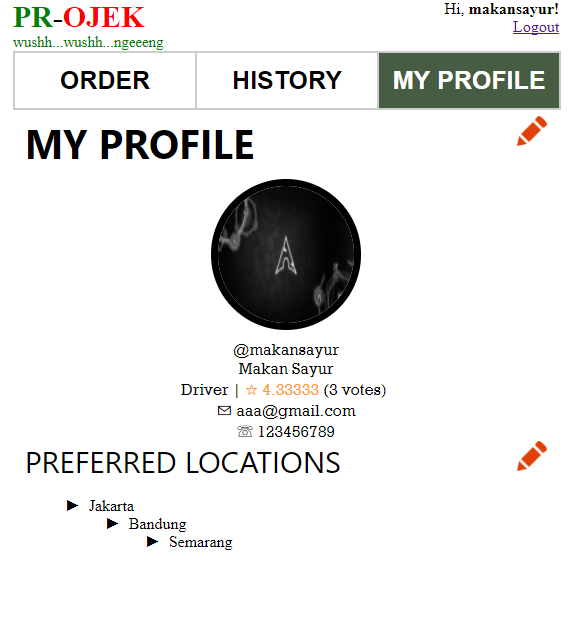 PR-OJEK
wushh...wushh...ngeeeng
Hi, makansayur!
Logout
ORDER HISTORY MY PROFILE
MY PROFILE
@makansayur
Makan Sayur
Driver | ☆ 4.33333 (3 votes)
🖂 aaa@gmail.com
☏ 123456789
PREFERRED LOCATIONS
► Jakarta
► Bandung
► Semarang